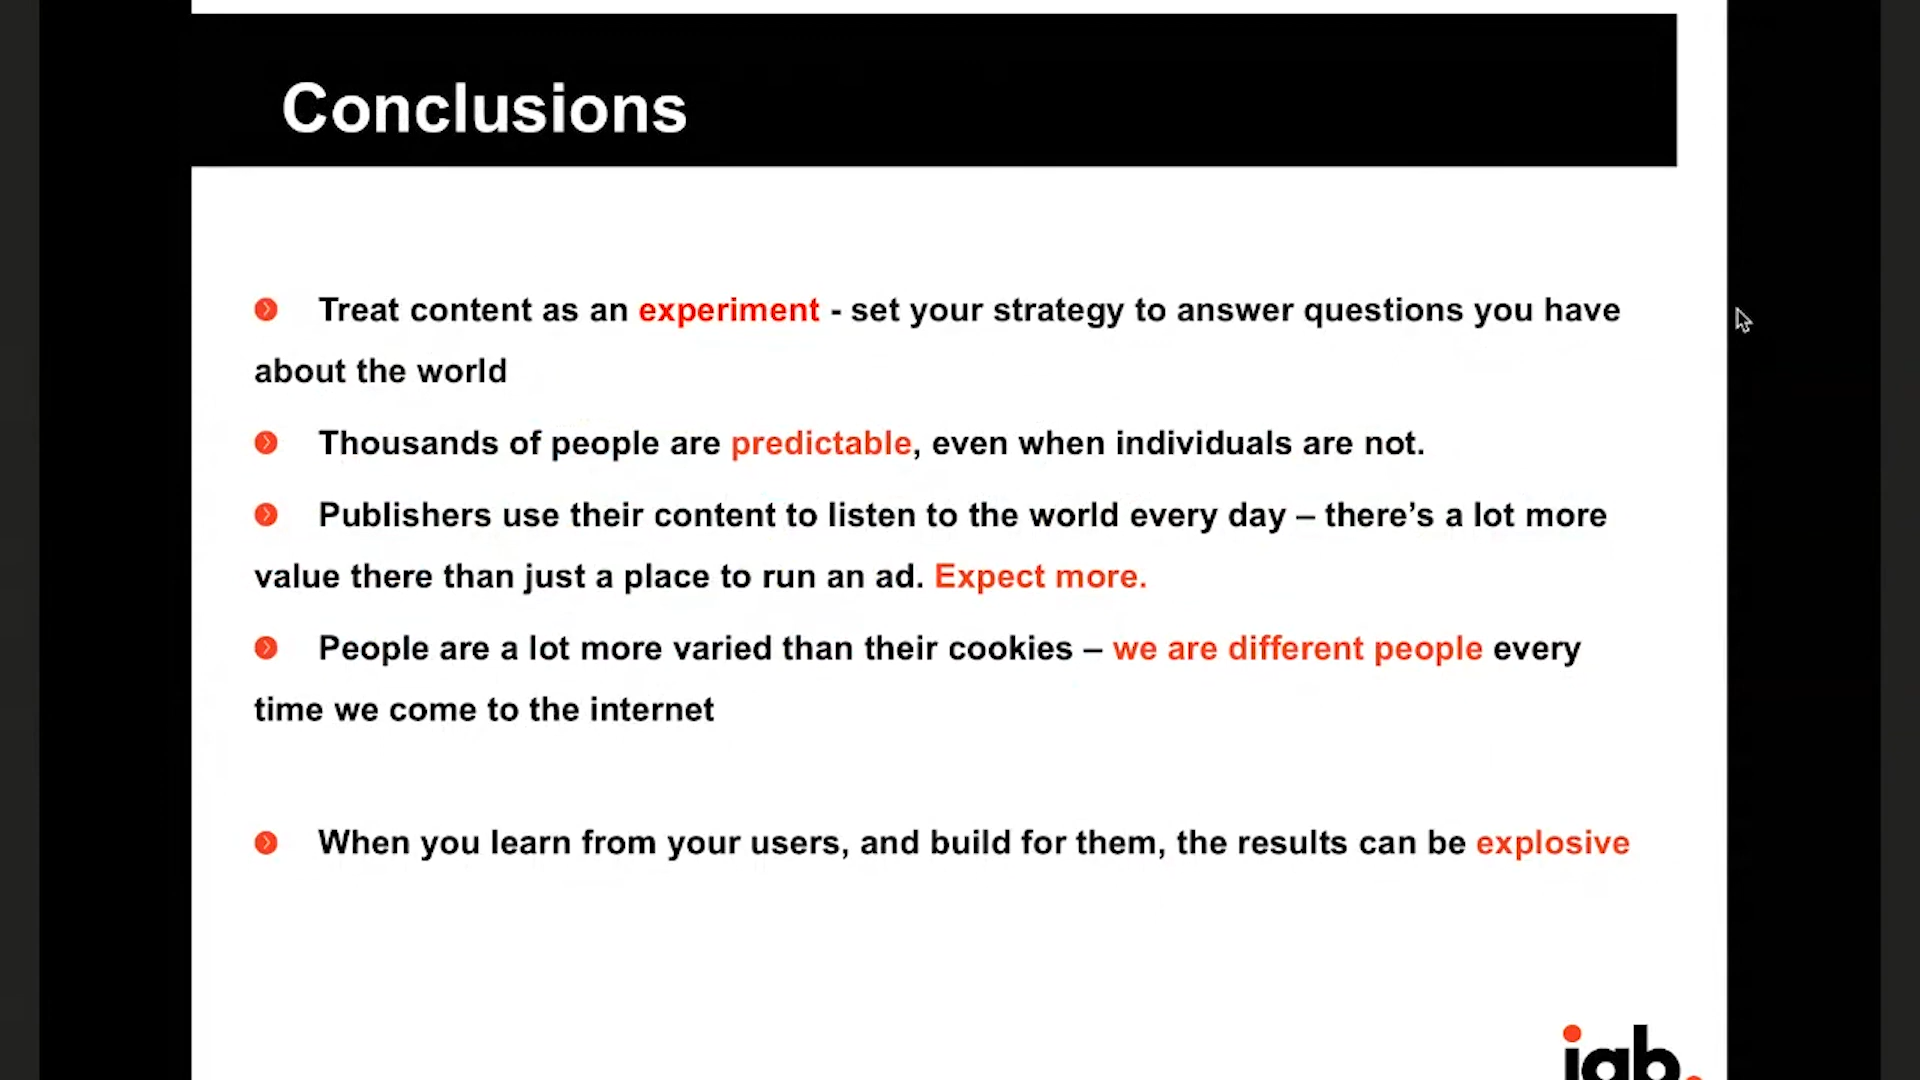 Conclusions
Treat content as an experiment - set your strategy to answer questions you have
about the world
Thousands of people are predictable, even when individuals are not.
Publishers use their content to listen to the world every day – there’s a lot more
value there than just a place to run an ad. Expect more.
People are a lot more varied than their cookies – we are different people every
time we come to the internet
When you learn from your users, and build for them, the results can be explosive
iab.